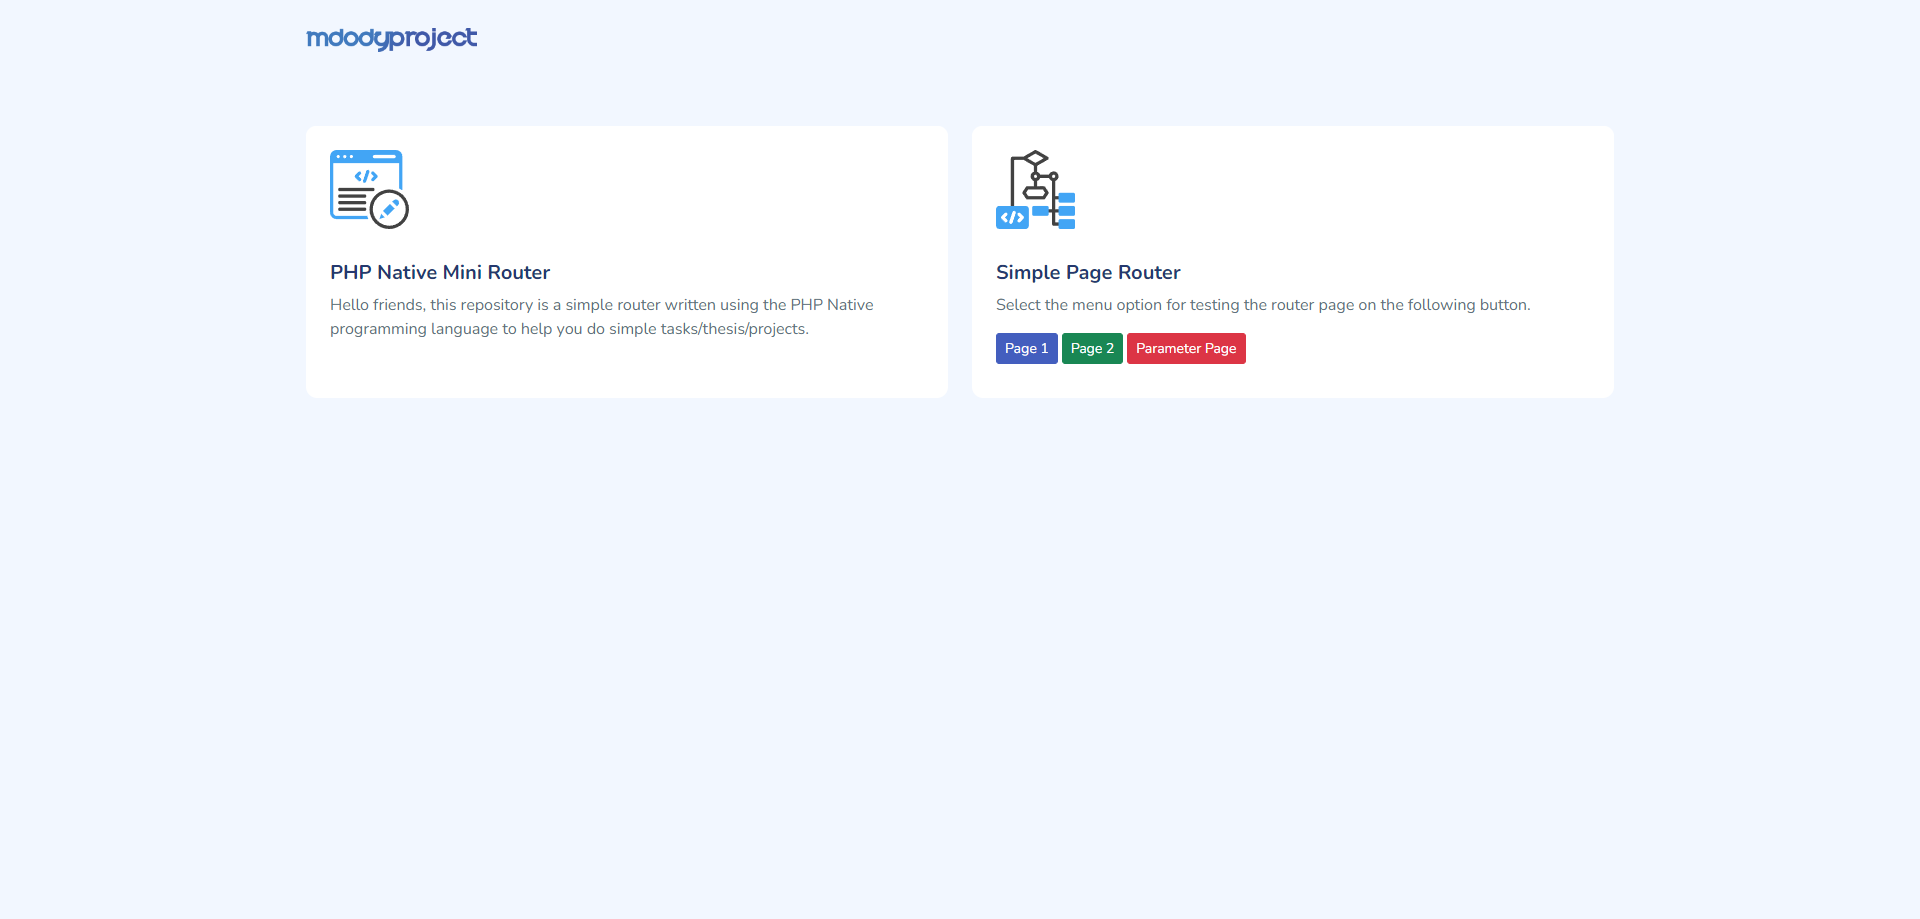 mdodyproject
</>
PHP Native Mini Router
Hello friends, this repository is a simple router written using the PHP Native
programming language to help you do simple tasks/thesis/projects.
</>
Simple Page Router
Select the menu option for testing the router page on the following button.
Page 1 Page 2 Parameter Page